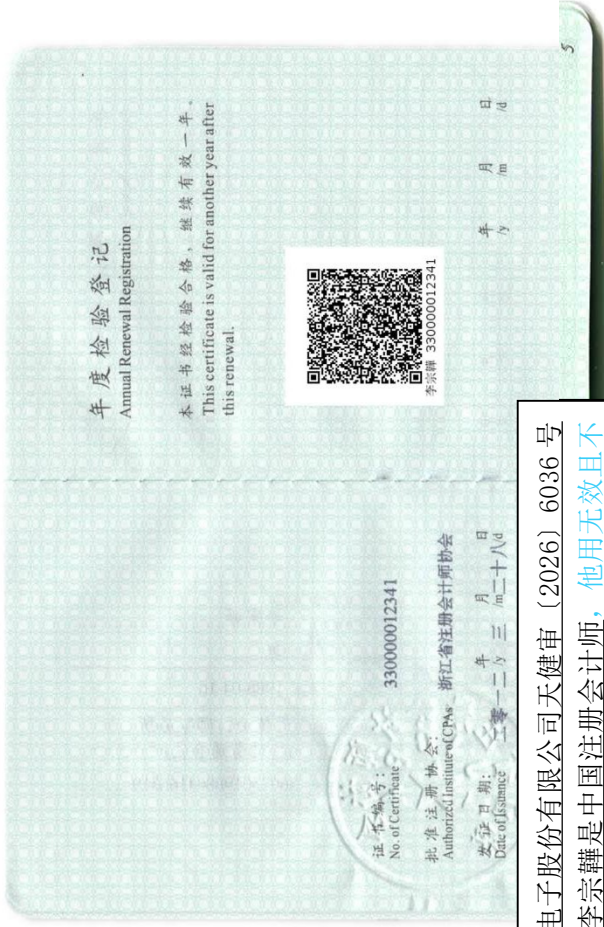 年度检验登记
Annual Renewal Registration
本证书经检验合格，继续有效一年。
This certificate is valid for another year after
this renewal.
李宗韡 330000012341
年 月 日
/y /m /d
5
证书编号：
No. of Certificate
330000012341
批准注册协会：
Authorized Institute of CPAs
浙江省注册会计师协会
发证日期：
Date of Issuance
二零一二 年 /y 三 月 /m 二十八 日 /d
电子股份有限公司天健审〔2026〕6036 号
李宗韡是中国注册会计师，他用无效且不